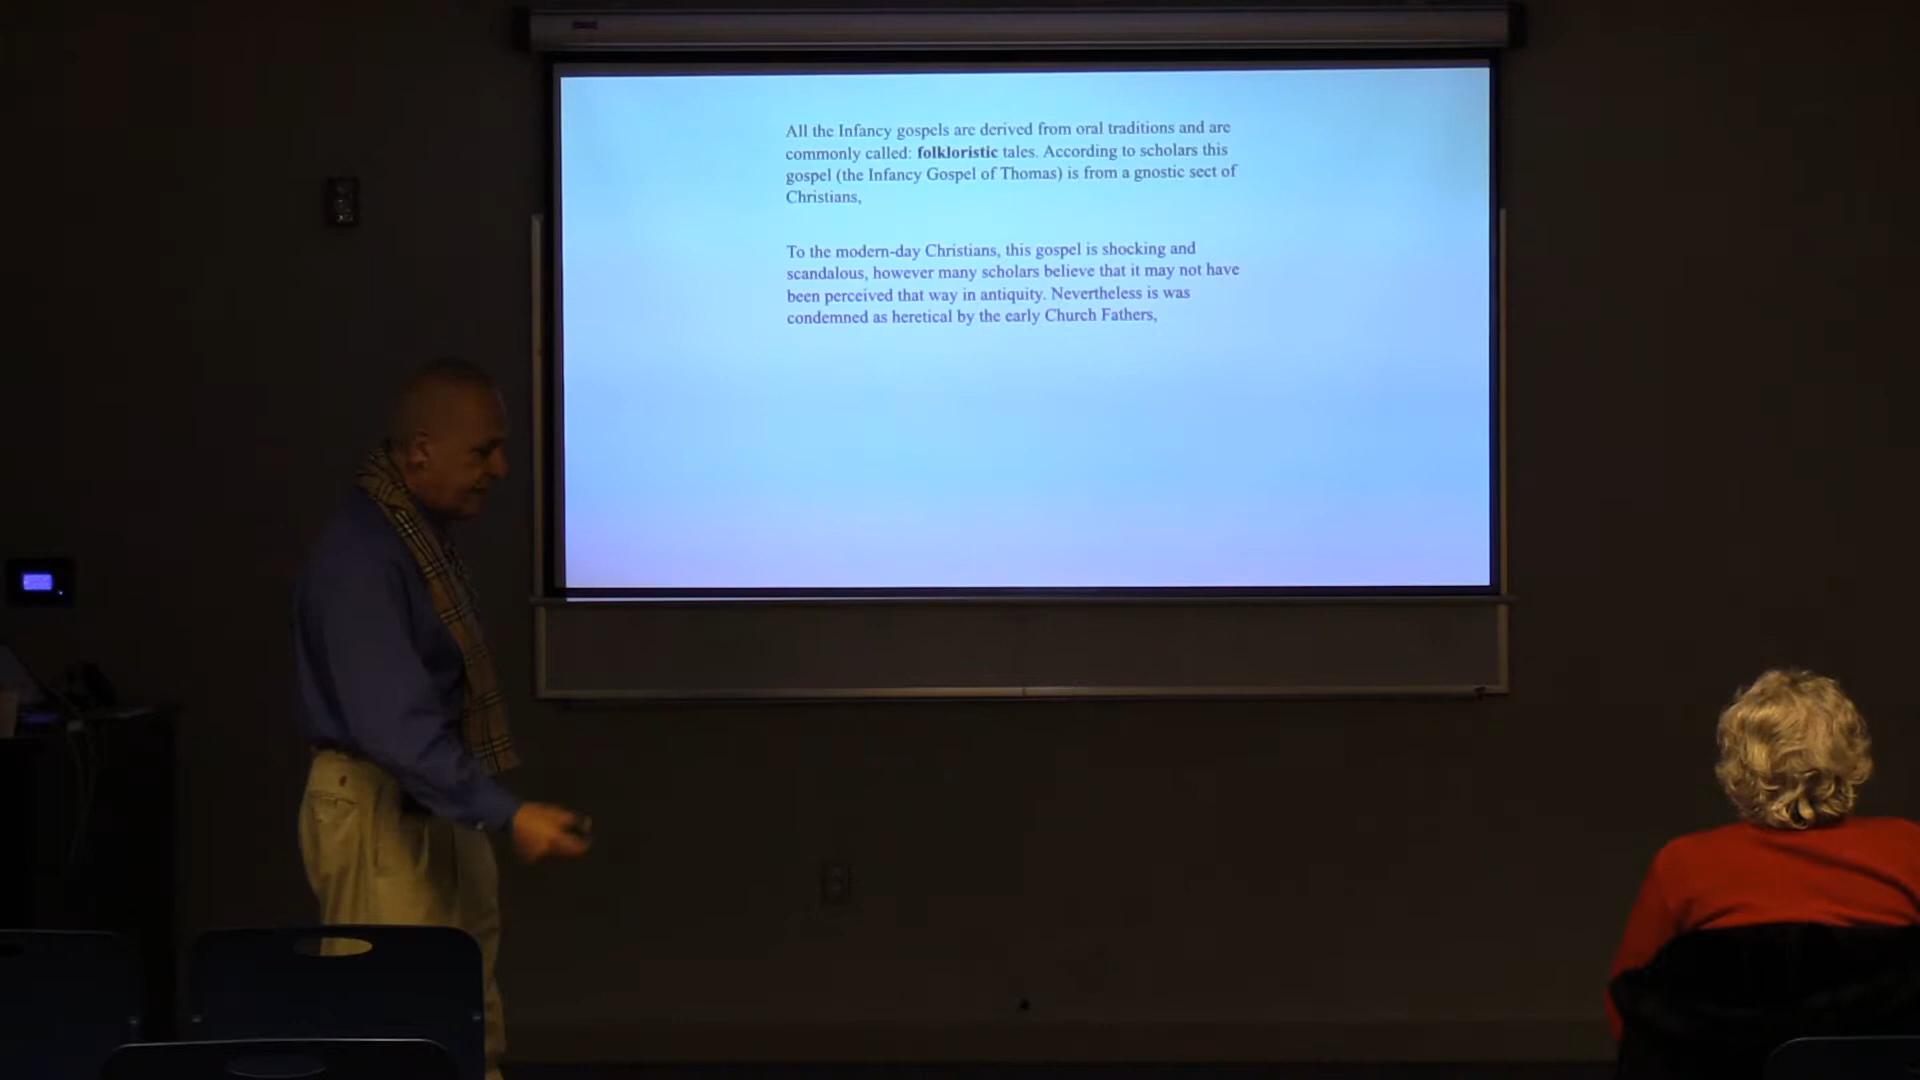 All the Infancy gospels are derived from oral traditions and are
commonly called: folkloristic tales. According to scholars this
gospel (the Infancy Gospel of Thomas) is from a gnostic sect of
Christians,
To the modern-day Christians, this gospel is shocking and
scandalous, however many scholars believe that it may not have
been perceived that way in antiquity. Nevertheless is was
condemned as heretical by the early Church Fathers,